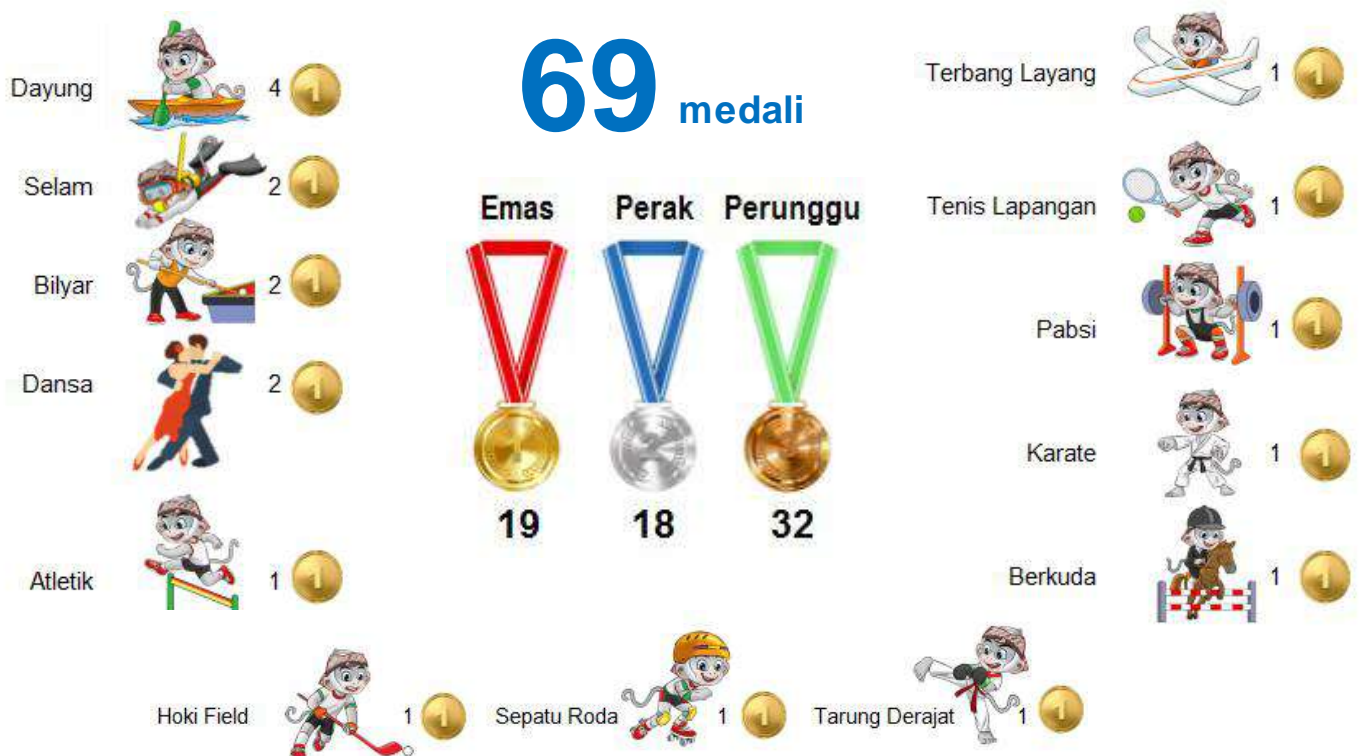 69 medali
Emas Perak Perunggu
19 18 32
Dayung 4
Selam 2
Bilyar 2
Dansa 2
Atletik 1
Terbang Layang 1
Tenis Lapangan 1
Pabsi 1
Karate 1
Berkuda 1
Hoki Field 1
Sepatu Roda 1
Tarung Derajat 1